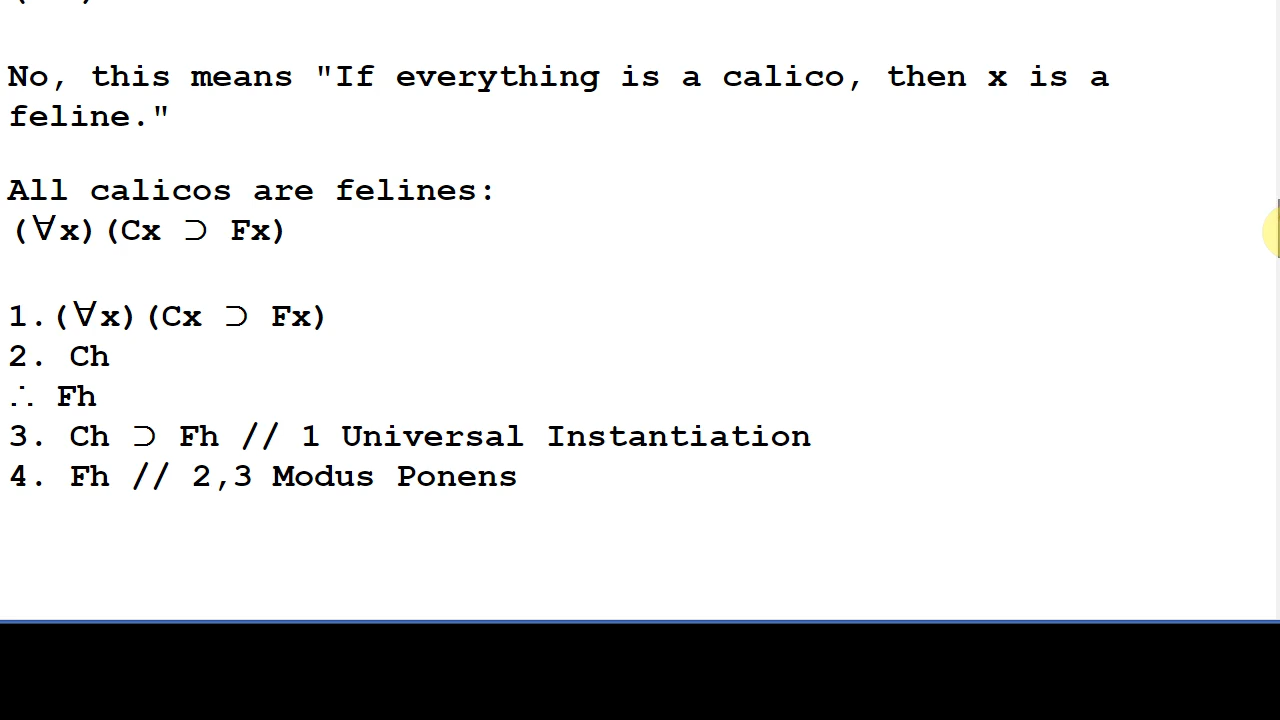 No, this means "If everything is a calico, then x is a
feline."
All calicos are felines:
(∀x)(Cx ⊃ Fx)
1.(∀x)(Cx ⊃ Fx)
2. Ch
∴ Fh
3. Ch ⊃ Fh // 1 Universal Instantiation
4. Fh // 2,3 Modus Ponens